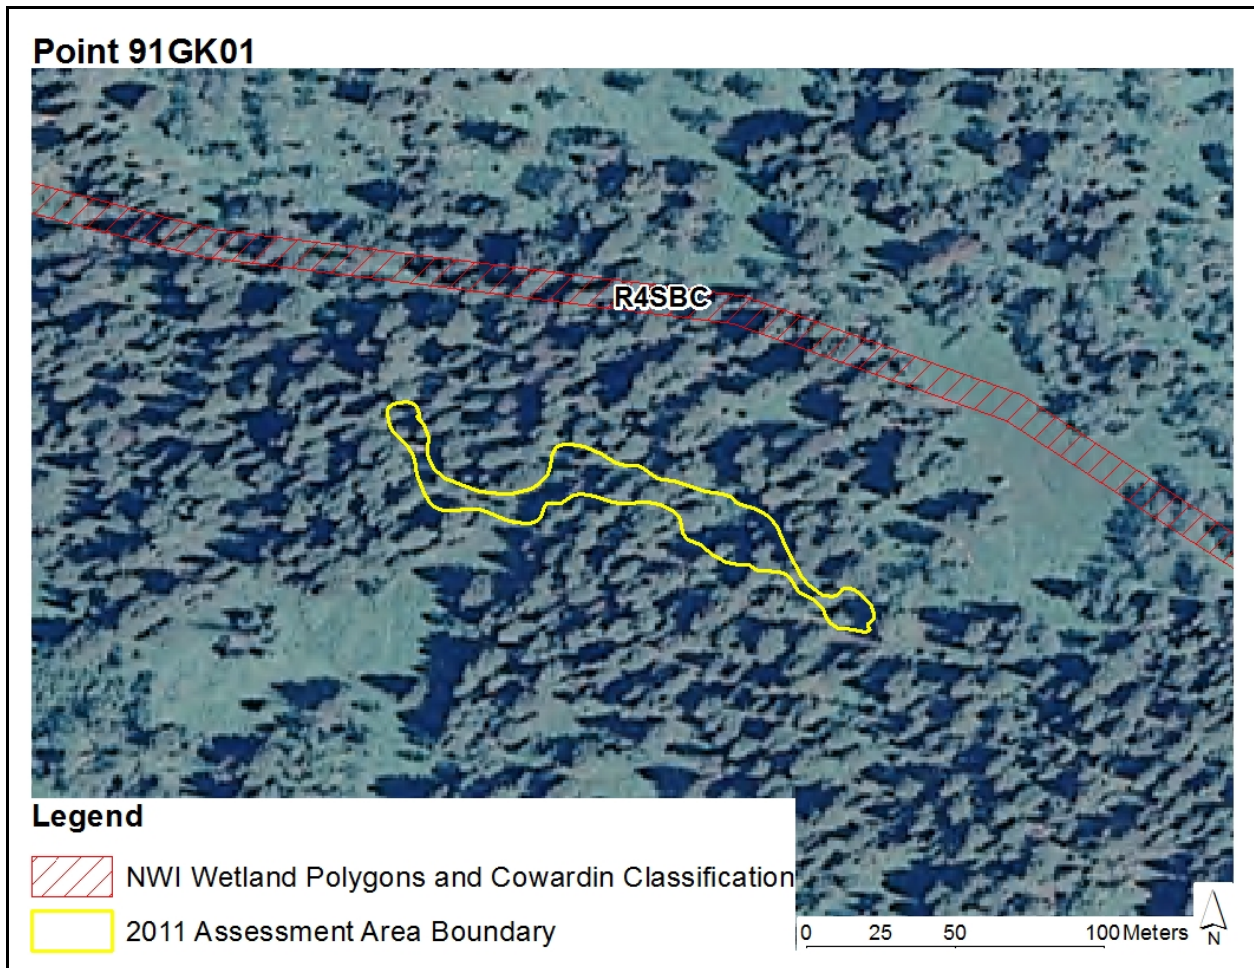 Point 91GK01
R4SBC
Legend
NWI Wetland Polygons and Cowardin Classification
2011 Assessment Area Boundary
0 25 50 100 Meters
N